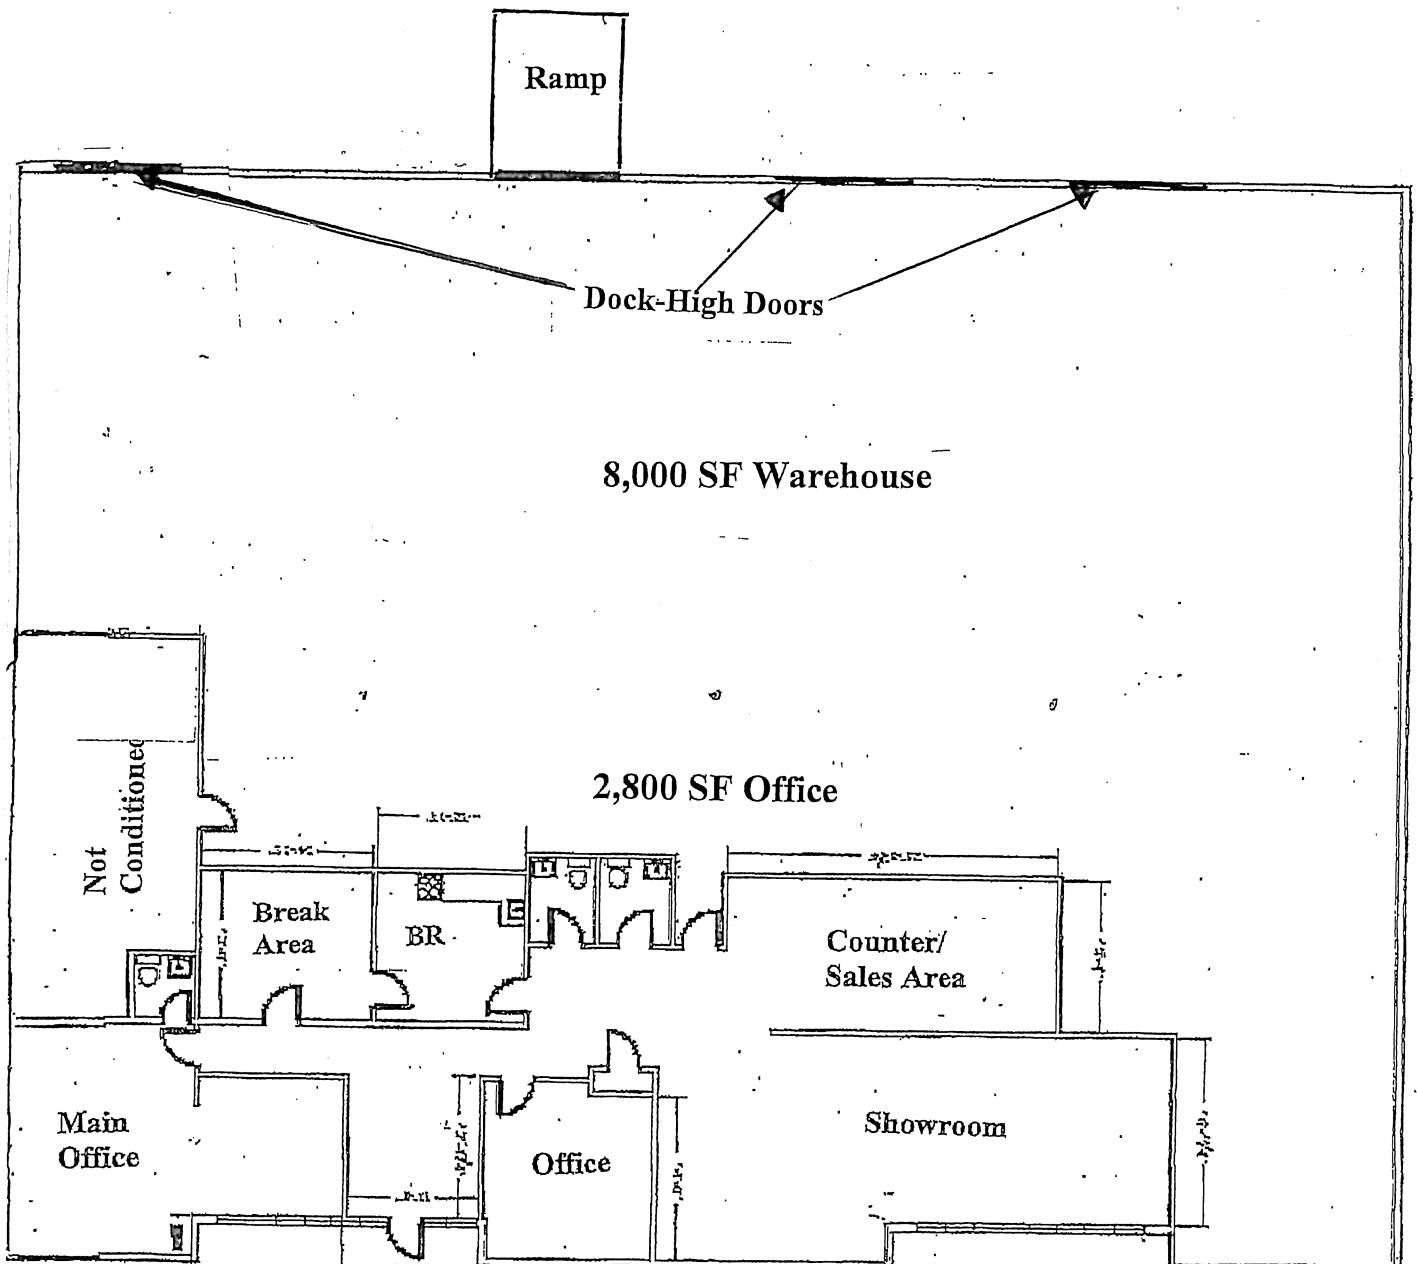 Ramp
Dock-High Doors
8,000 SF Warehouse
2,800 SF Office
Not
Conditioned
Break
Area
BR
Counter/
Sales Area
Main
Office
Office
Showroom